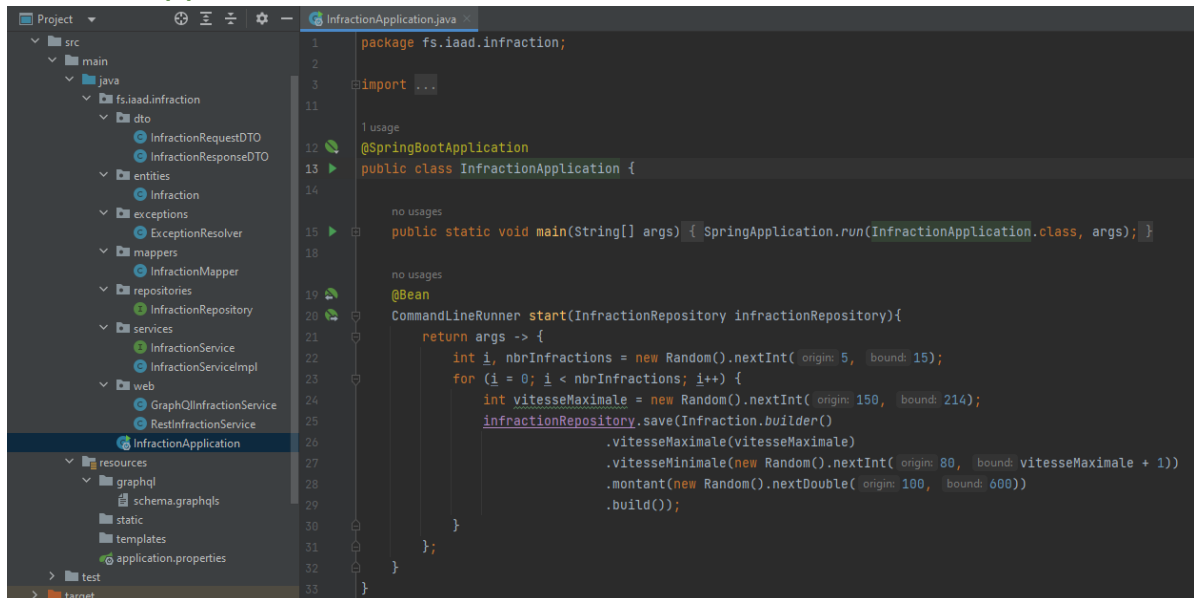 Project
InfractionApplication.java
src
main
java
fs.iaad.infraction
dto
InfractionRequestDTO
InfractionResponseDTO
entities
Infraction
exceptions
ExceptionResolver
mappers
InfractionMapper
repositories
InfractionRepository
services
InfractionService
InfractionServiceImpl
web
GraphQlInfractionService
RestInfractionService
InfractionApplication
resources
graphql
schema.graphqls
static
templates
application.properties
test
target
1 package fs.iaad.infraction;
2
3 import ...
11
1 usage
12 @SpringBootApplication
13 public class InfractionApplication {
14
no usages
15 public static void main(String[] args) { SpringApplication.run(InfractionApplication.class, args); }
18
no usages
19 @Bean
20 CommandLineRunner start(InfractionRepository infractionRepository){
21 return args -> {
22 int i, nbrInfractions = new Random().nextInt( origin: 5, bound: 15);
23 for (i = 0; i < nbrInfractions; i++) {
24 int vitesseMaximale = new Random().nextInt( origin: 150, bound: 214);
25 infractionRepository.save(Infraction.builder()
26 .vitesseMaximale(vitesseMaximale)
27 .vitesseMinimale(new Random().nextInt( origin: 80, bound: vitesseMaximale + 1))
28 .montant(new Random().nextDouble( origin: 100, bound: 600))
29 .build());
30 }
31 };
32 }
33 }